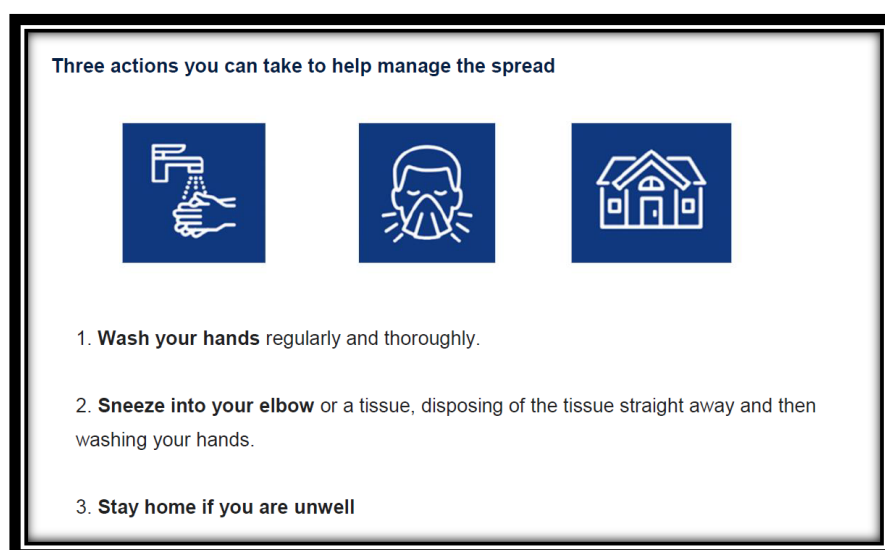 Three actions you can take to help manage the spread
1. Wash your hands regularly and thoroughly.
2. Sneeze into your elbow or a tissue, disposing of the tissue straight away and then
washing your hands.
3. Stay home if you are unwell